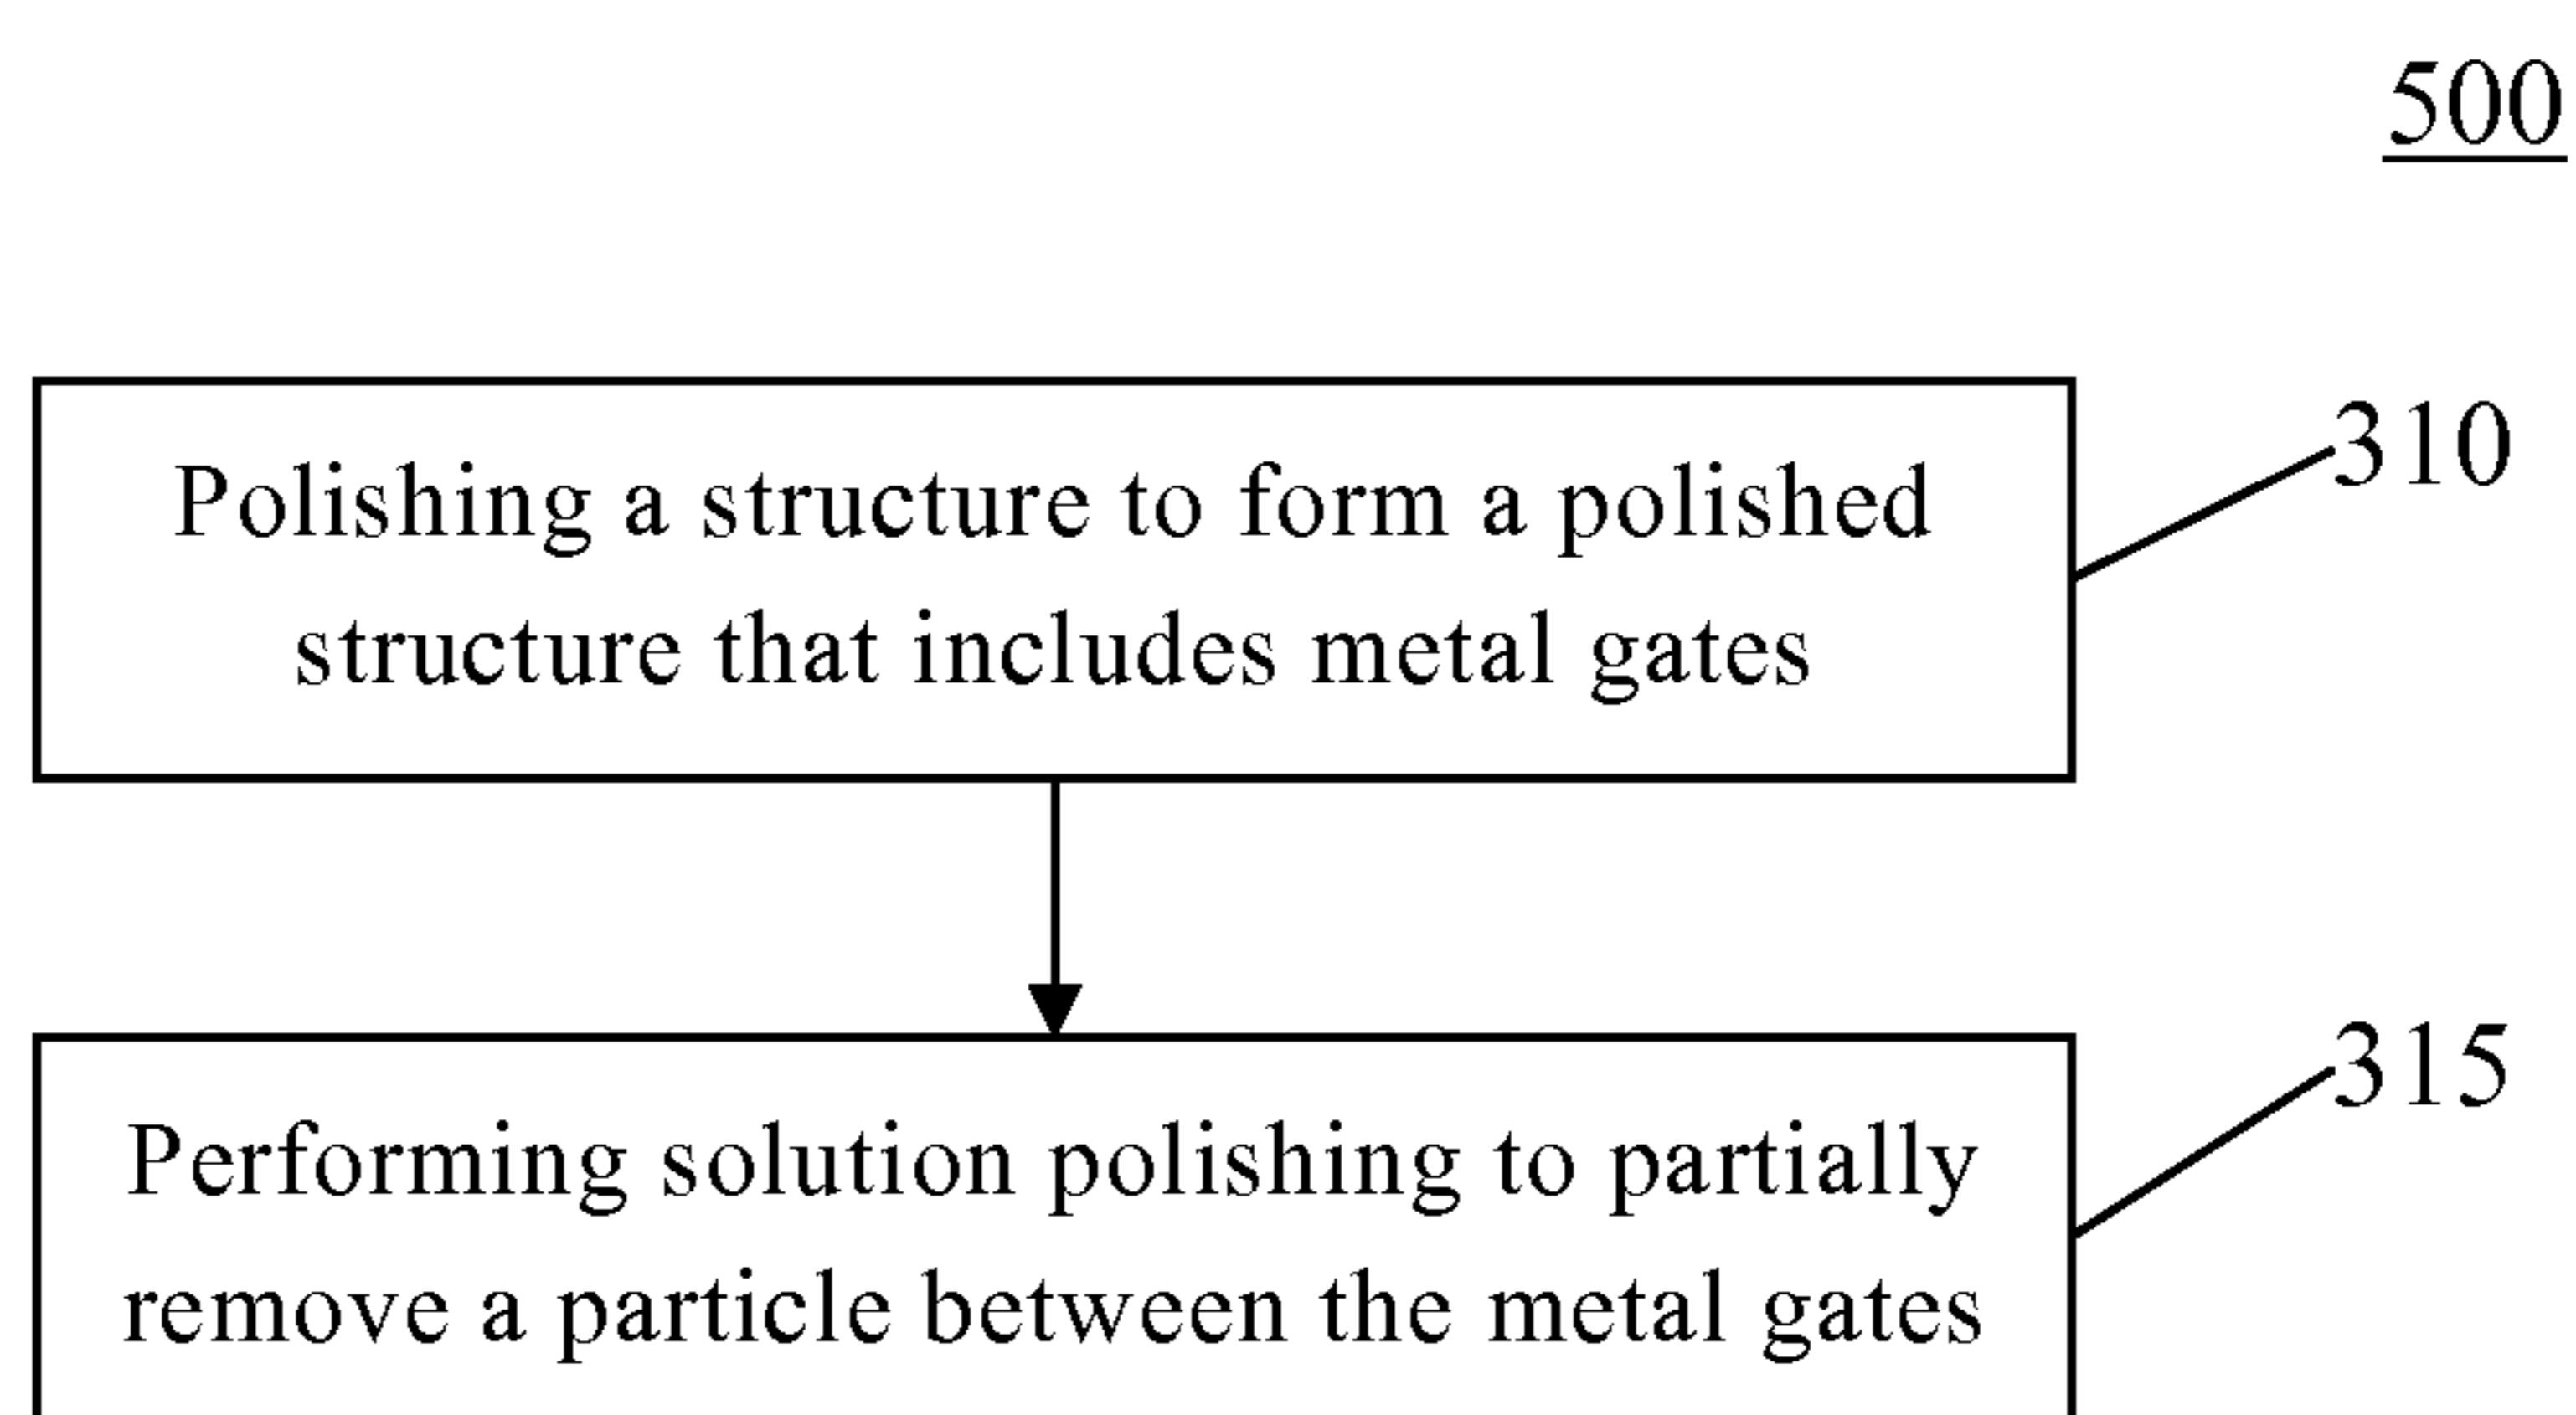 500
Polishing a structure to form a polished
structure that includes metal gates
310
Performing solution polishing to partially
remove a particle between the metal gates
315